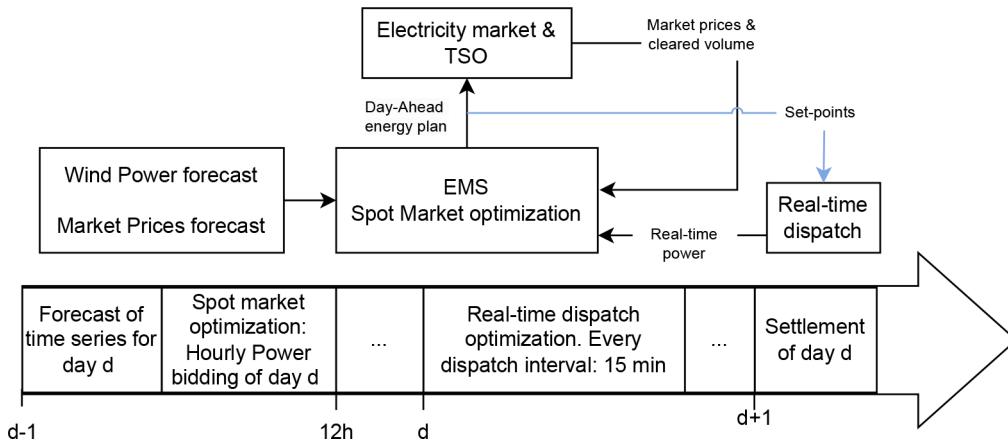 Electricity market &
TSO
Market prices &
cleared volume
Day-Ahead
energy plan
Set-points
Wind Power forecast
Market Prices forecast
EMS
Spot Market optimization
Real-time
dispatch
Real-time
power
Forecast of
time series for
day d
Spot market
optimization:
Hourly Power
bidding of day d
...
Real-time dispatch
optimization. Every
dispatch interval: 15 min
...
Settlement
of day d
d-1
12h
d
d+1